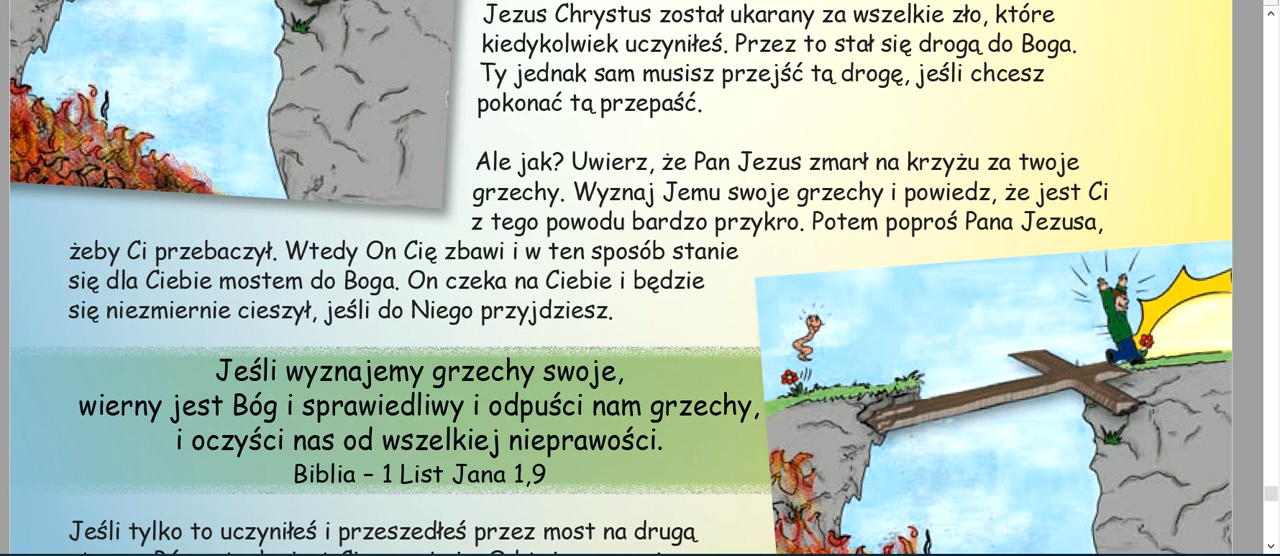 Jezus Chrystus został ukarany za wszelkie zło, które
kiedykolwiek uczyniłeś. Przez to stał się drogą do Boga.
Ty jednak sam musisz przejść tą drogę, jeśli chcesz
pokonać tą przepaść.
Ale jak? Uwierz, że Pan Jezus zmarł na krzyżu za twoje
grzechy. Wyznaj Jemu swoje grzechy i powiedz, że jest Ci
z tego powodu bardzo przykro. Potem poproś Pana Jezusa,
żeby Ci przebaczył. Wtedy On Cię zbawi i w ten sposób stanie
się dla Ciebie mostem do Boga. On czeka na Ciebie i będzie
się niezmiernie cieszył, jeśli do Niego przyjdziesz.
Jeśli wyznajemy grzechy swoje,
wierny jest Bóg i sprawiedliwy i odpuści nam grzechy,
i oczyści nas od wszelkiej nieprawości.
Biblia – 1 List Jana 1,9
Jeśli tylko to uczyniłeś i przeszedłeś przez most na drugą